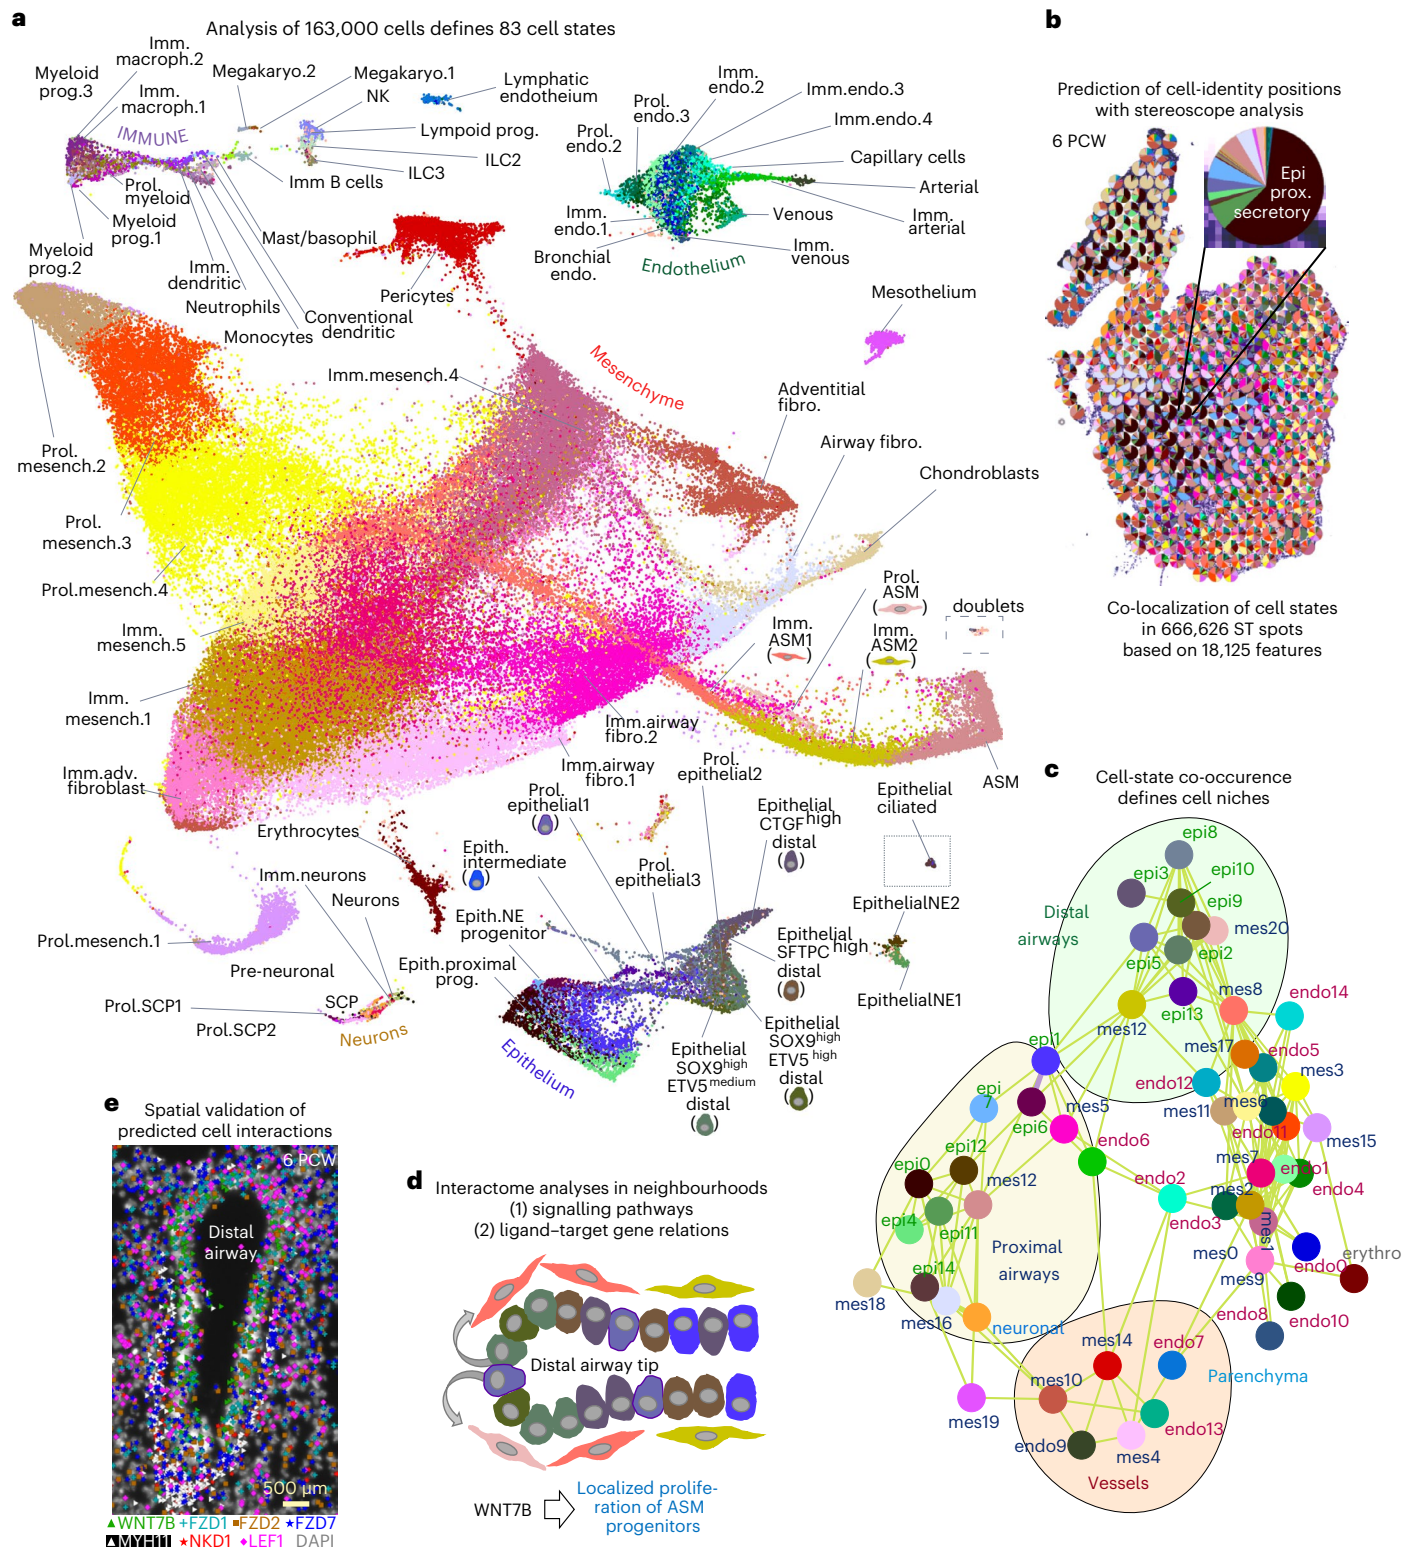 a
Analysis of 163,000 cells defines 83 cell states
Imm.
macroph.2
Myeloid
prog.3
Imm.
macroph.1
IMMUNE
Megakaryo.2
Megakaryo.1
NK
Lymphatic
endotheium
Lympoid prog.
ILC2
ILC3
Imm B cells
Prol.
myeloid
Myeloid
prog.1
Myeloid
prog.2
Mast/basophil
Imm.
dendritic
Neutrophils
Monocytes
Conventional
dendritic
Pericytes
Imm.
endo.2
Prol.
endo.3
Prol.
endo.2
Imm.endo.3
Imm.endo.4
Capillary cells
Arterial
Imm.
arterial
Venous
Imm.
venous
Imm.
endo.1
Bronchial
endo.
Endothelium
Mesothelium
Imm.mesench.4
Mesenchyme
Adventitial
fibro.
Airway fibro.
Chondroblasts
Prol.
mesench.2
Prol.
mesench.3
Prol.mesench.4
Imm.
mesench.5
Imm.
mesench.1
Imm.adv.
fibroblast
Prol.
ASM
( )
doublets
Imm.
ASM1
( )
Imm.
ASM2
( )
Imm.airway
fibro.2
Imm.airway
fibro.1
ASM
Prol.
epithelial2
Prol.
epithelial1
( )
Epithelial
ciliated
Epithelial
CTGFhigh
distal
( )
Erythrocytes
Epith.
intermediate
( )
Imm.neurons
Neurons
Prol.
epithelial3
EpithelialNE2
Epith.NE
progenitor
Epithelial
SFTPChigh
distal
( )
Prol.mesench.1
Pre-neuronal
Epith.proximal
prog.
EpithelialNE1
Prol.SCP1
SCP
Prol.SCP2
Neurons
Epithelium
Epithelial
SOX9high
ETV5medium
distal
( )
Epithelial
SOX9high
ETV5high
distal
( )
b
Prediction of cell-identity positions
with stereoscope analysis
6 PCW
Epi
prox.
secretory
Co-localization of cell states
in 666,626 ST spots
based on 18,125 features
c
Cell-state co-occurence
defines cell niches
epi8
epi3
epi10
epi9
Distal
airways
mes20
epi5
epi2
mes8
epi13
endo14
mes12
epi1
mes17
endo5
mes3
endo12
epi
7
mes5
mes11
mes6
epi6
endo11
mes15
endo6
epi12
mes7
endo1
epi0
mes12
endo2
mes2
endo4
epi4
endo3
epi11
mes1
Proximal
airways
mes0
endo0
erythro
epi14
mes9
mes18
mes16
neuronal
endo8
endo10
mes14
endo7
mes10
Parenchyma
mes19
endo13
endo9
mes4
Vessels
d
Interactome analyses in neighbourhoods
(1) signalling pathways
(2) ligand–target gene relations
Distal airway tip
WNT7B
Localized prolife-
ration of ASM
progenitors
e
Spatial validation of
predicted cell interactions
6 PCW
Distal
airway
500 µm
▲WNT7B +FZD1 ■FZD2 ★FZD7
▲MYH11 ★NKD1 ◆LEF1 DAPI